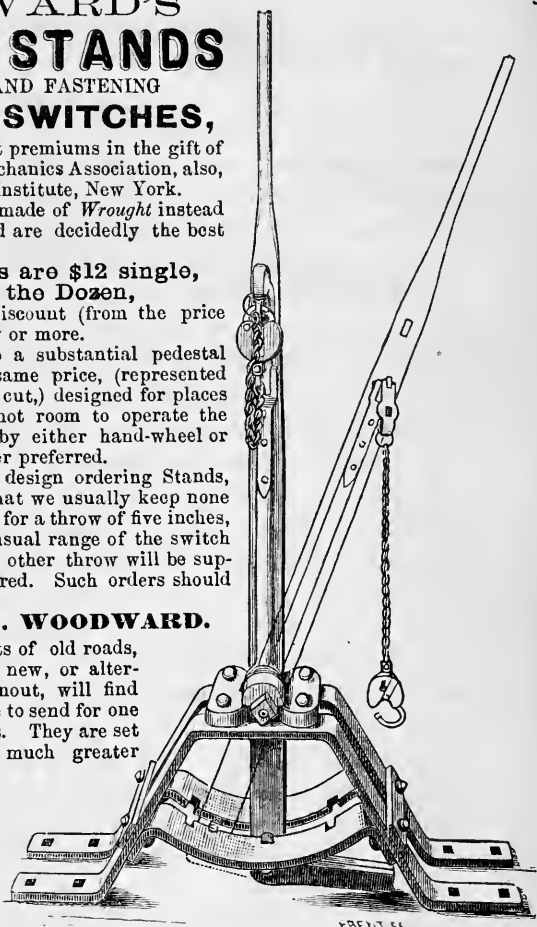 WARD'S
STANDS
AND FASTENING
SWITCHES,
premiums in the gift of
chanics Association, also,
nstitute, New York.
made of Wrought instead
d are decidedly the best
s are $12 single,
the Dozen,
iscount (from the price
or more.
a substantial pedestal
same price, (represented
cut,) designed for places
not room to operate the
by either hand-wheel or
er preferred.
design ordering Stands,
hat we usually keep none
for a throw of five inches,
usual range of the switch
other throw will be sup-
red. Such orders should
. WOODWARD.
ts of old roads,
new, or alter-
nout, will find
to send for one
s. They are set
much greater